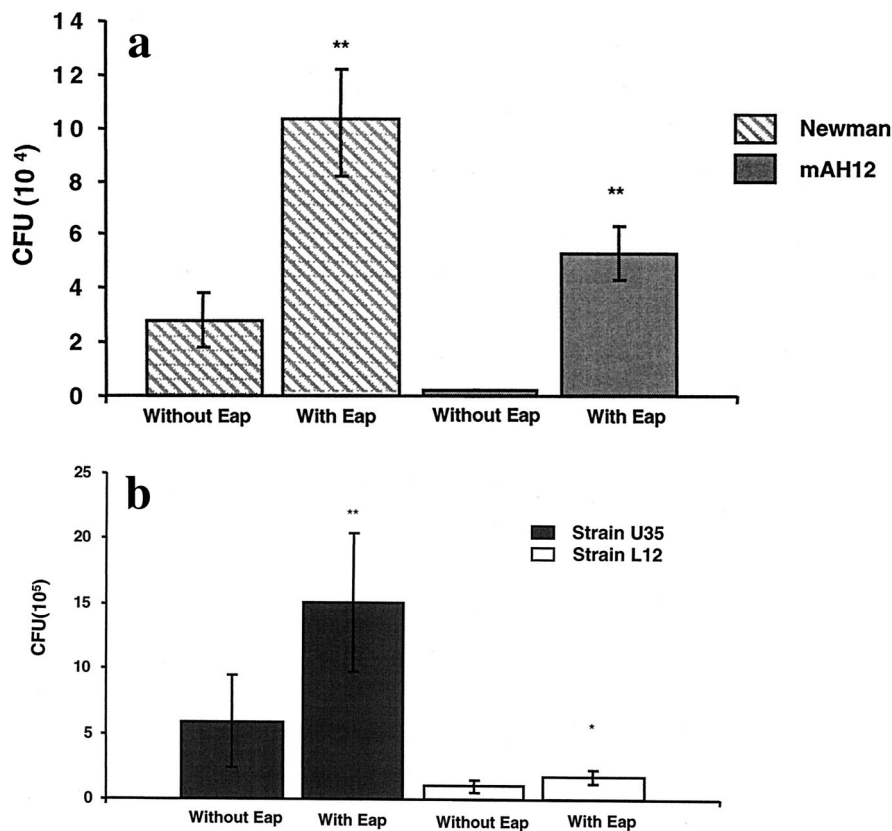 a
14
12
10
8
6
4
2
0
CFU (10 4)
**
**
Newman
mAH12
Without Eap With Eap Without Eap With Eap
b
25
20
15
10
5
0
CFU(10⁵)
**
*
Strain U35
Strain L12
Without Eap With Eap Without Eap With Eap